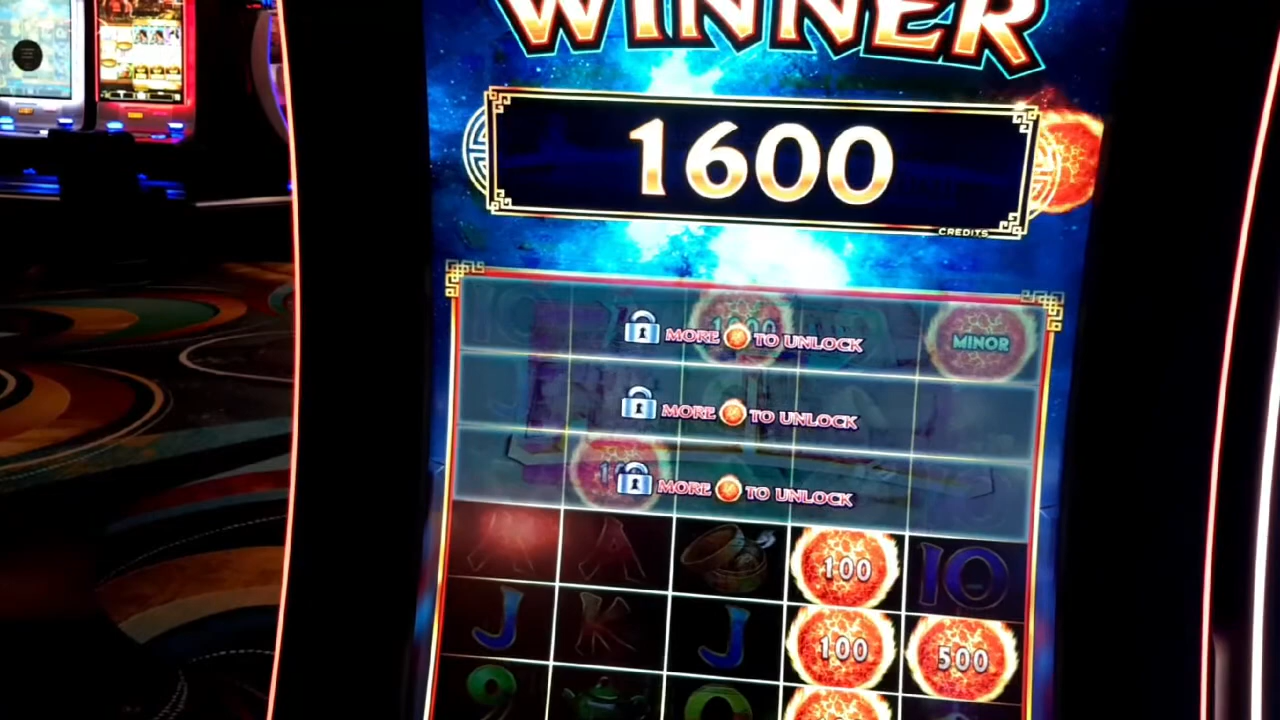 WINNER
1600
CREDITS
MORE TO UNLOCK
MINOR
MORE TO UNLOCK
MORE TO UNLOCK
A A 100 10
J K J 100 500
9